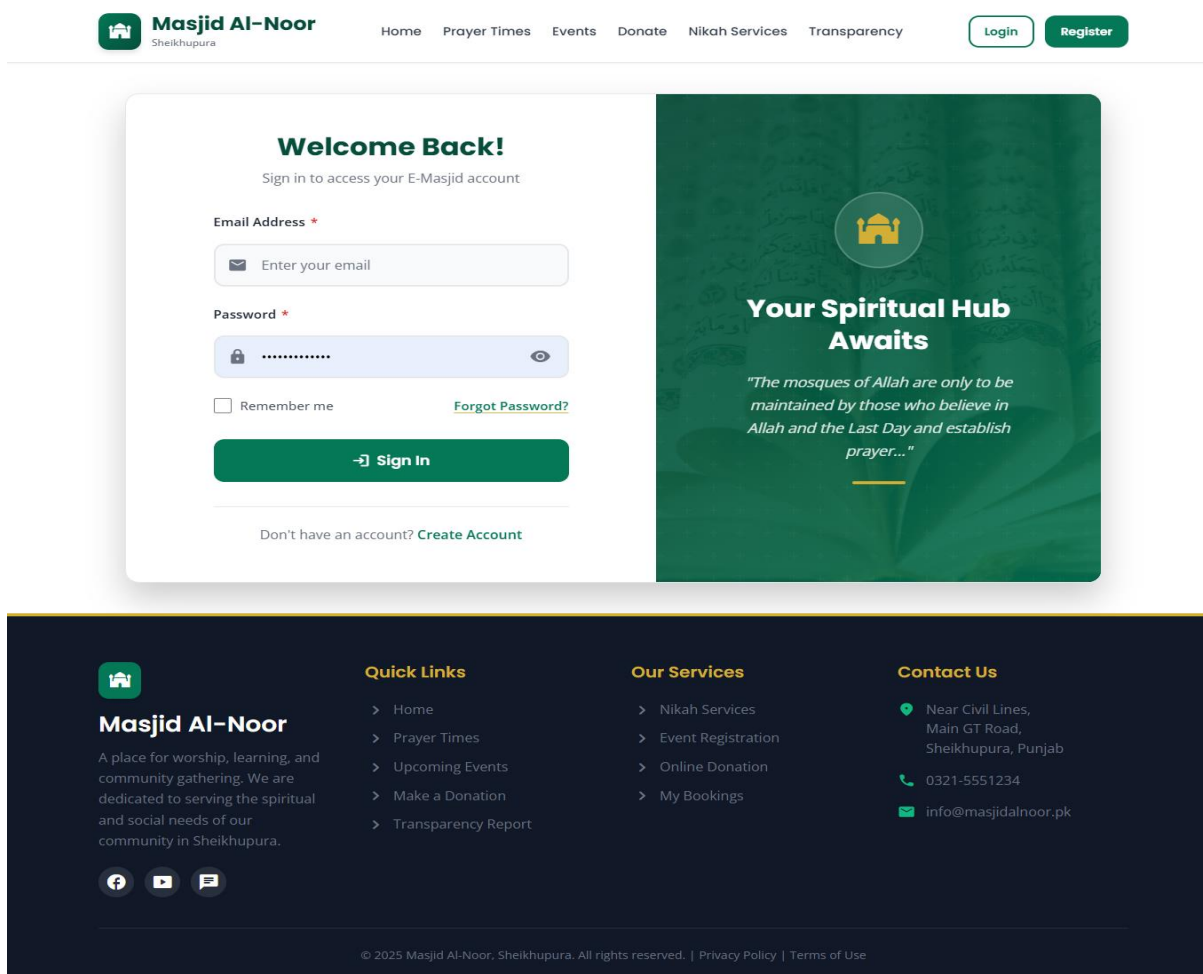 Masjid Al-Noor
Sheikhupura
Home Prayer Times Events Donate Nikah Services Transparency
Login Register
Welcome Back!
Sign in to access your E-Masjid account
Email Address *
Enter your email
Password *
•••••••••••••
Remember me Forgot Password?
Sign In
Don't have an account? Create Account
Your Spiritual Hub
Awaits
"The mosques of Allah are only to be
maintained by those who believe in
Allah and the Last Day and establish
prayer..."
Masjid Al-Noor
A place for worship, learning, and
community gathering. We are
dedicated to serving the spiritual
and social needs of our
community in Sheikhupura.
Quick Links
Home
Prayer Times
Upcoming Events
Make a Donation
Transparency Report
Our Services
Nikah Services
Event Registration
Online Donation
My Bookings
Contact Us
Near Civil Lines,
Main GT Road,
Sheikhupura, Punjab
0321-5551234
info@masjidalnoor.pk
© 2025 Masjid Al-Noor, Sheikhupura. All rights reserved. | Privacy Policy | Terms of Use